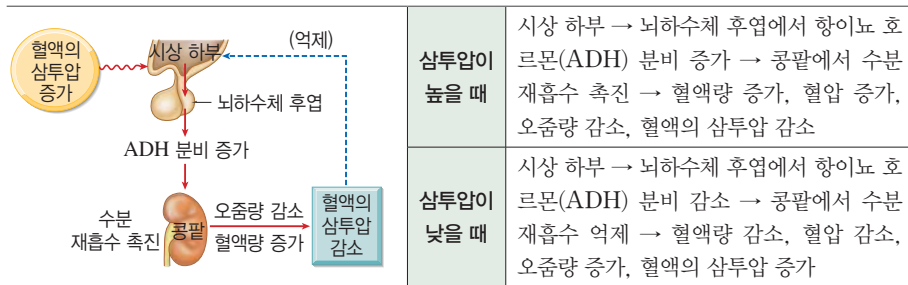 혈액의
삼투압
증가
시상 하부
(억제)
뇌하수체 후엽
ADH 분비 증가
수분
재흡수 촉진
콩팥
오줌량 감소
혈액량 증가
혈액의
삼투압
감소
삼투압이
높을 때
시상 하부 → 뇌하수체 후엽에서 항이뇨 호
르몬(ADH) 분비 증가 → 콩팥에서 수분
재흡수 촉진 → 혈액량 증가, 혈압 증가,
오줌량 감소, 혈액의 삼투압 감소
삼투압이
낮을 때
시상 하부 → 뇌하수체 후엽에서 항이뇨 호
르몬(ADH) 분비 감소 → 콩팥에서 수분
재흡수 억제 → 혈액량 감소, 혈압 감소,
오줌량 증가, 혈액의 삼투압 증가